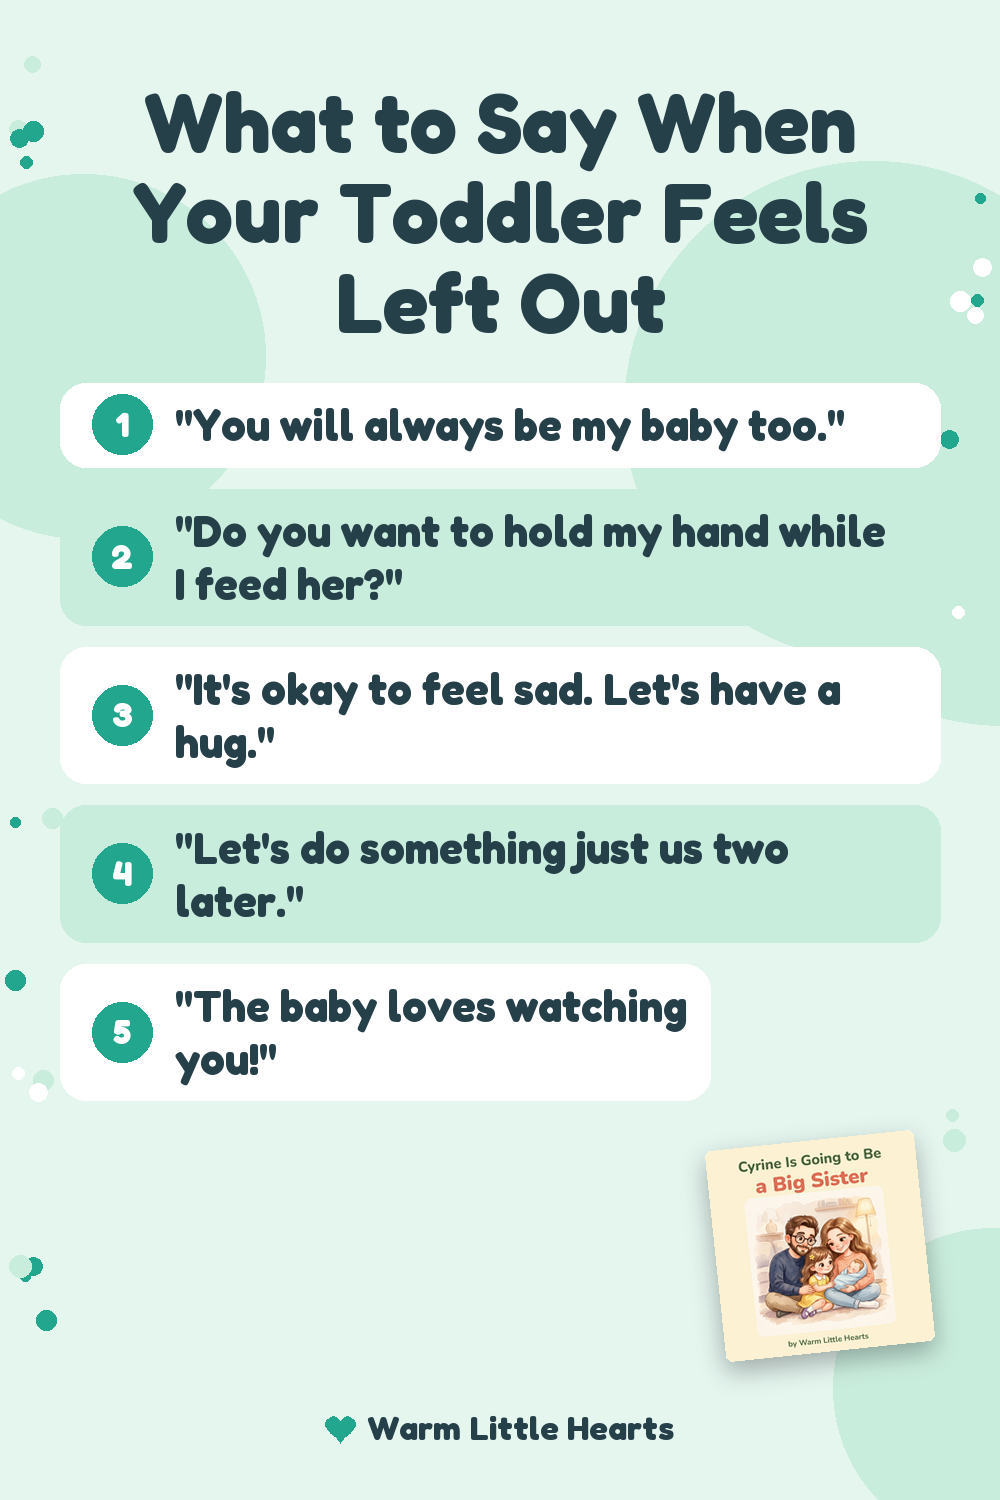 What to Say When
Your Toddler Feels
Left Out
1 "You will always be my baby too."
2 "Do you want to hold my hand while
I feed her?"
3 "It's okay to feel sad. Let's have a
hug."
4 "Let's do something just us two
later."
5 "The baby loves watching
you!"
Cyrine Is Going to Be
a Big Sister
by Warm Little Hearts
Warm Little Hearts